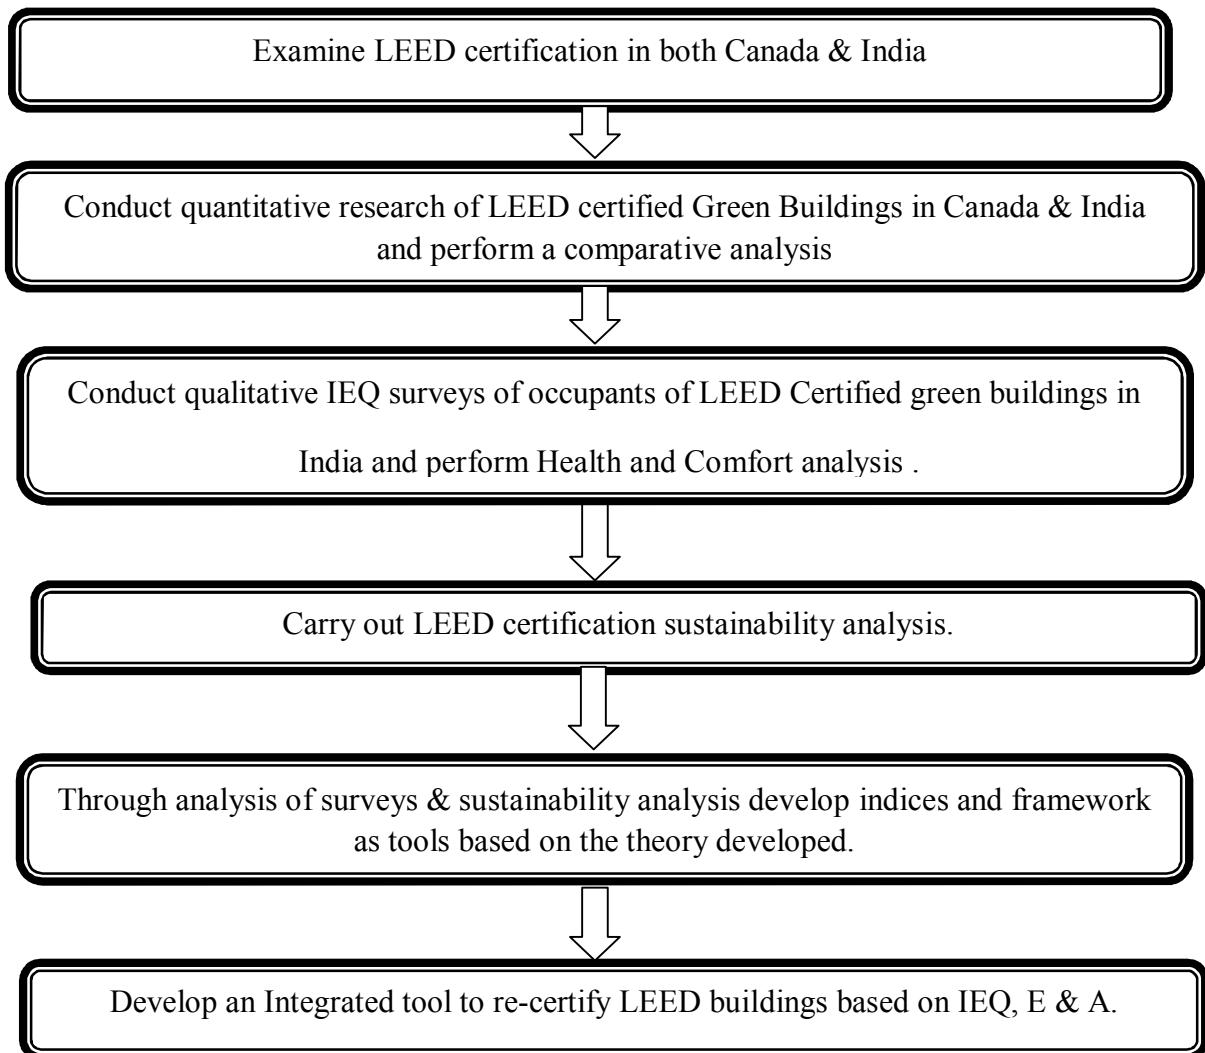 Examine LEED certification in both Canada & India
Conduct quantitative research of LEED certified Green Buildings in Canada & India
and perform a comparative analysis
Conduct qualitative IEQ surveys of occupants of LEED Certified green buildings in
India and perform Health and Comfort analysis .
Carry out LEED certification sustainability analysis.
Through analysis of surveys & sustainability analysis develop indices and framework
as tools based on the theory developed.
Develop an Integrated tool to re-certify LEED buildings based on IEQ, E & A.